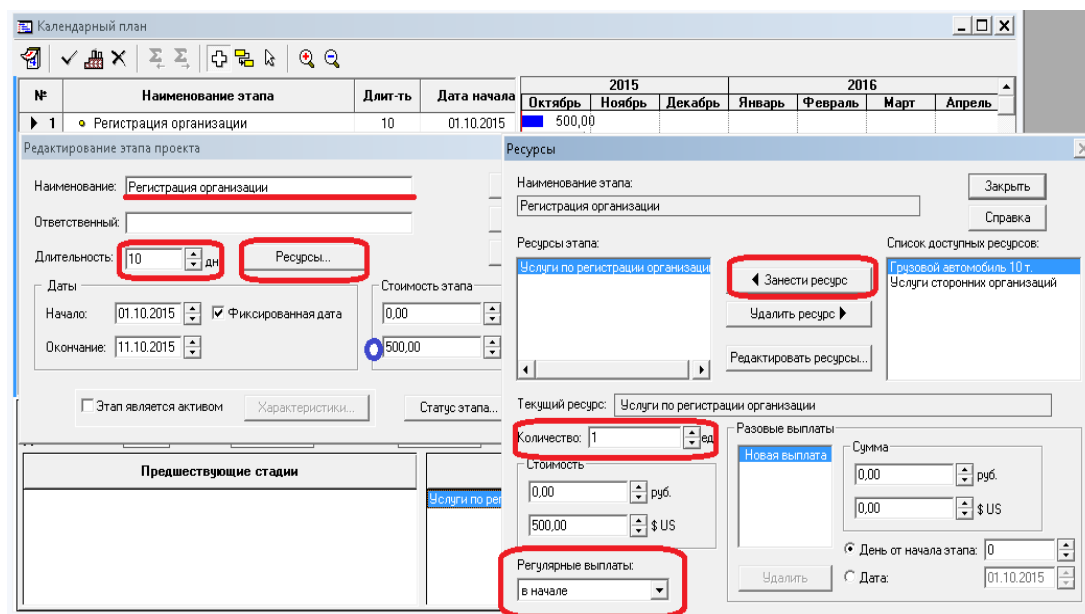 Календарный план
№ Наименование этапа Длит-ть Дата начала 2015 2016
Октябрь Ноябрь Декабрь Январь Февраль Март Апрель
1 Регистрация организации 10 01.10.2015 500,00
Редактирование этапа проекта
Наименование: Регистрация организации
Ответственный:
Длительность: 10 дн Ресурсы...
Даты Стоимость этапа
Начало: 01.10.2015 Фиксированная дата 0,00
Окончание: 11.10.2015 500,00
Этап является активом Характеристики... Статус этапа...
Предшествующие стадии
Услуги по рег
Ресурсы
Наименование этапа: Закрыть
Регистрация организации
Справка
Ресурсы этапа: Список доступных ресурсов:
Услуги по регистрации организаци Занести ресурс Грузовой автомобиль 10 т.
Услуги сторонних организаций
Удалить ресурс
Редактировать ресурсы...
Текущий ресурс: Услуги по регистрации организации
Количество: 1 ед
Разовые выплаты
Новая выплата Сумма
Стоимость
0,00 руб. 0,00 руб.
500,00 $ US 0,00 $ US
Регулярные выплаты: День от начала этапа: 0
в начале Удалить Дата: 01.10.2015